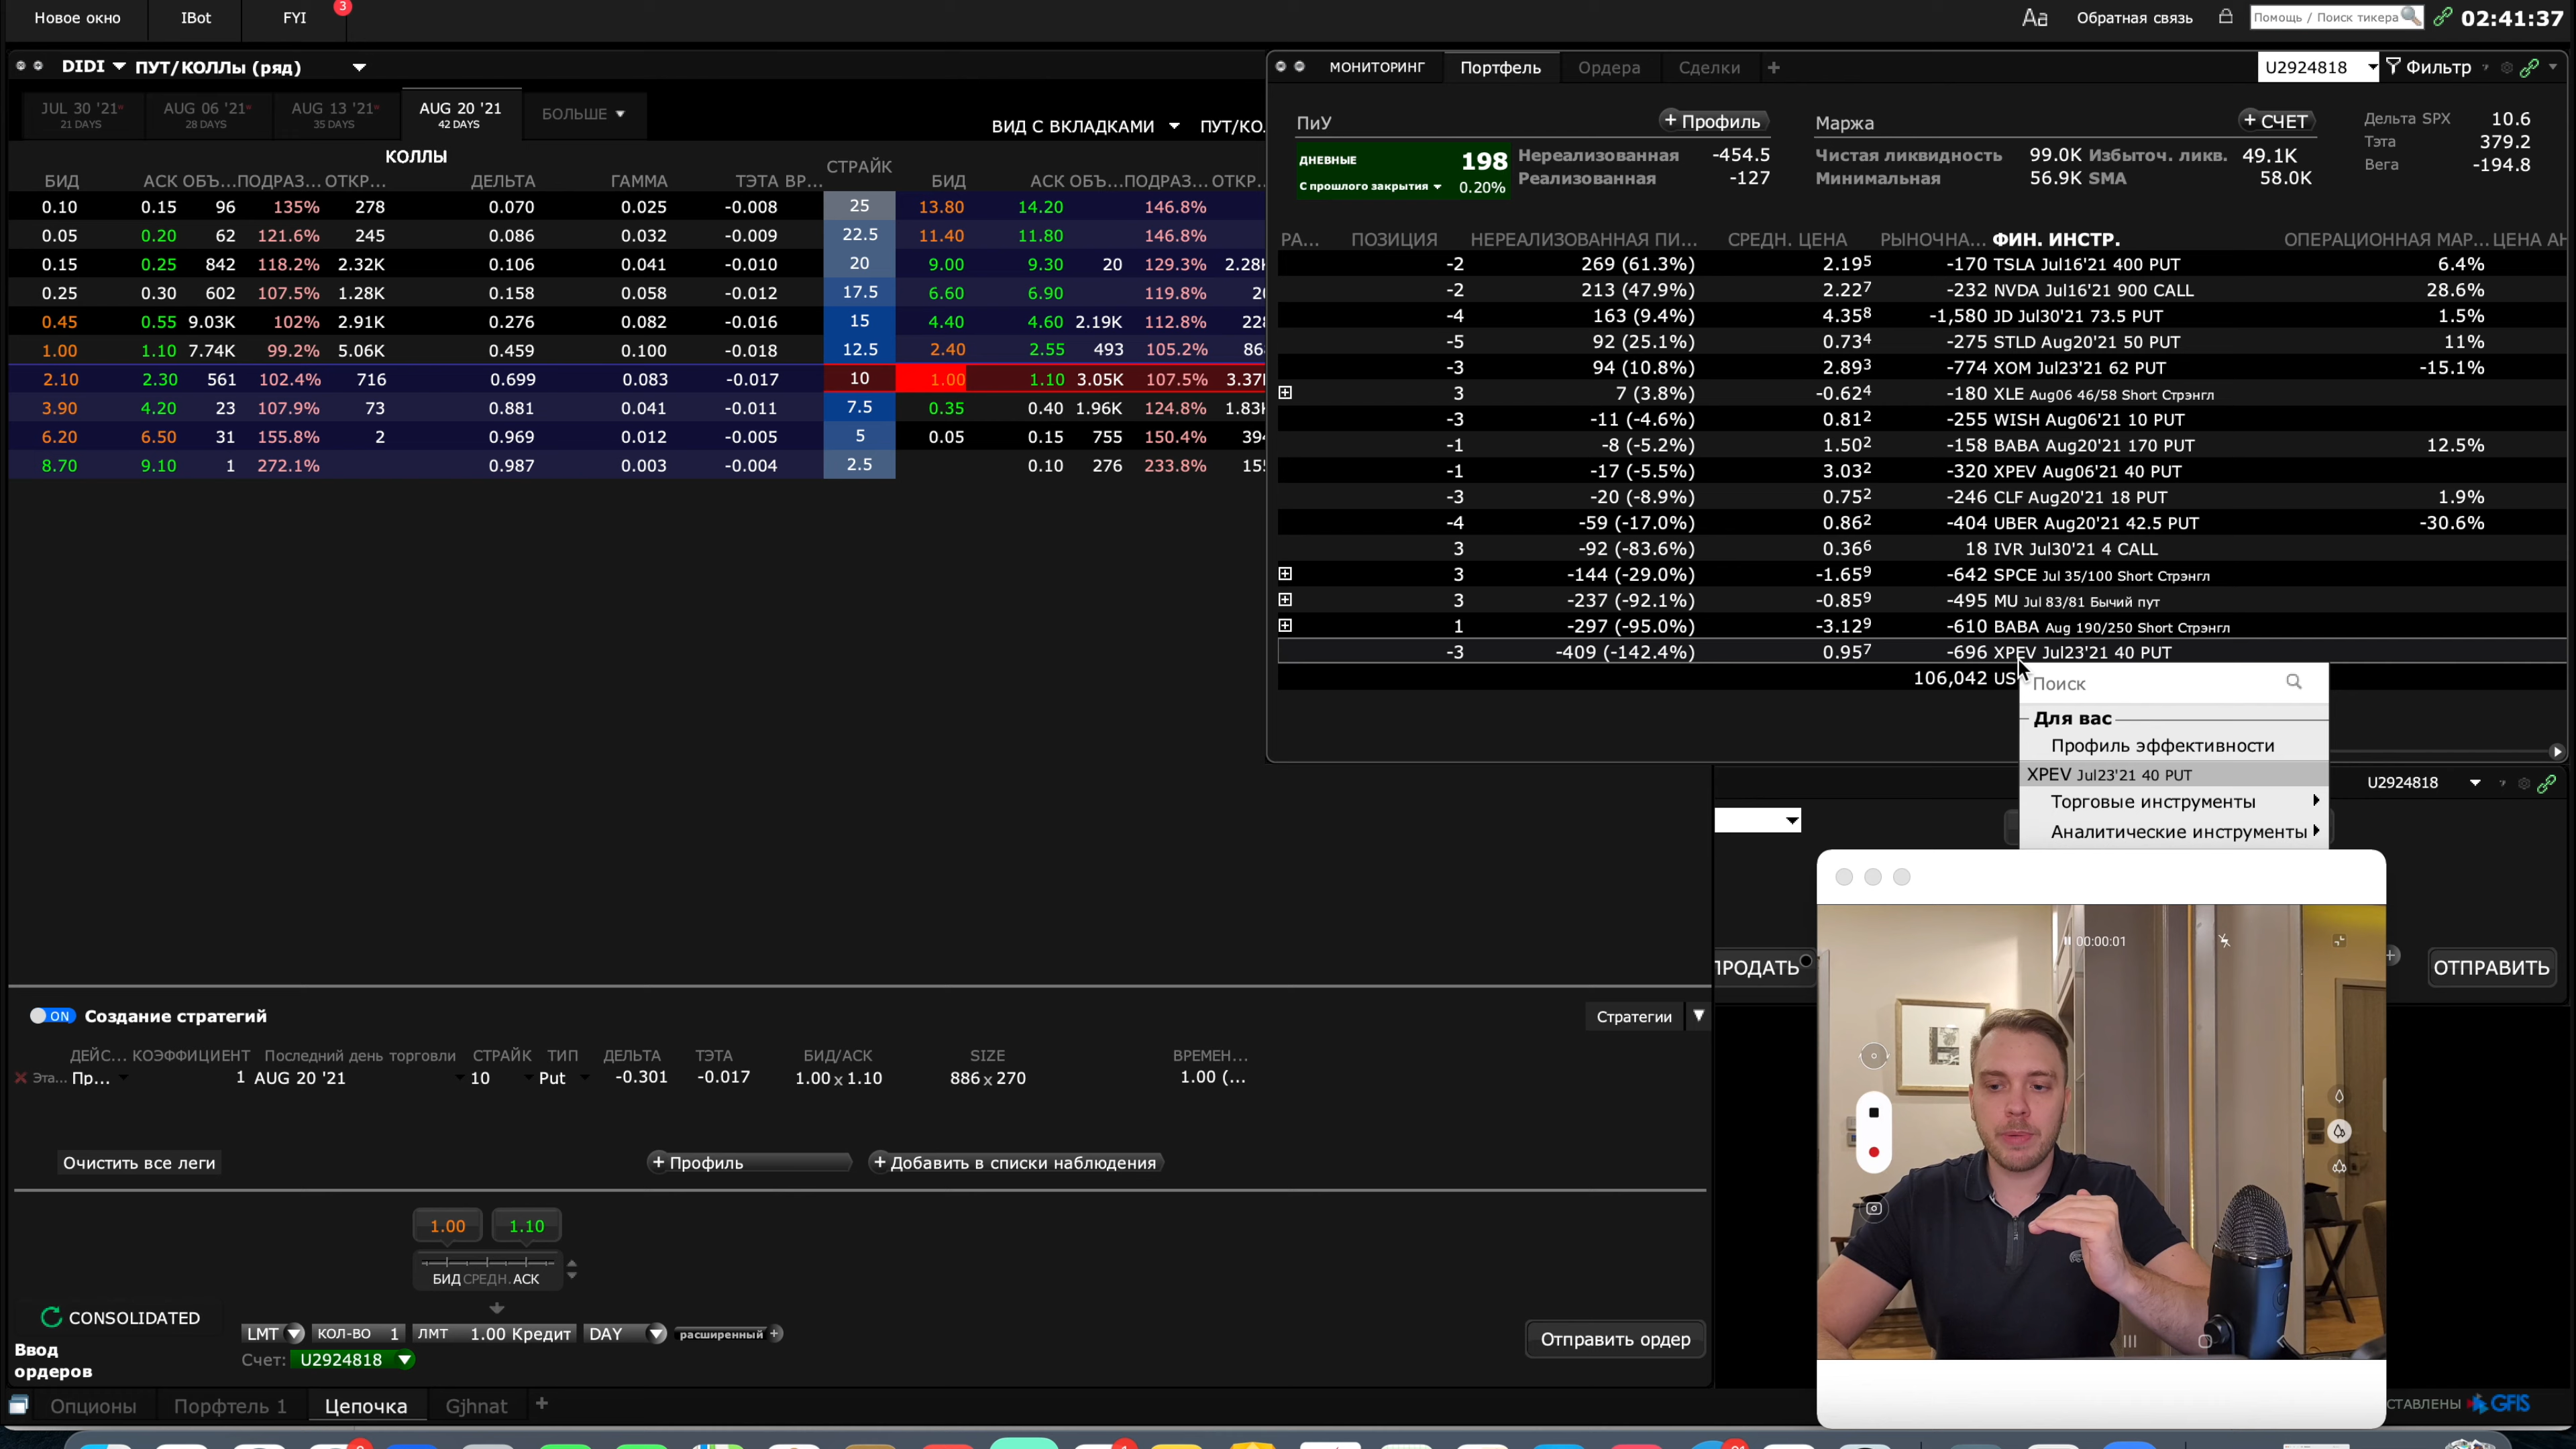 Новое окно IBot FYI 3 Aa Обратная связь Помощь / Поиск тикера 02:41:37
DIDI ПУТ/КОЛЛы (ряд)
JUL 30 '21 AUG 06 '21 AUG 13 '21 AUG 20 '21 БОЛЬШЕ
21 DAYS 28 DAYS 35 DAYS 42 DAYS
ВИД С ВКЛАДКАМИ ПУТ/КО
КОЛЛЫ
СТРАЙК
БИД АСК ОБЪ... ПОДРАЗ... ОТКР... ДЕЛЬТА ГАММА ТЭТА ВР... БИД АСК ОБЪ... ПОДРАЗ... ОТКР...
0.10 0.15 96 135% 278 0.070 0.025 -0.008 25 13.80 14.20 146.8%
0.05 0.20 62 121.6% 245 0.086 0.032 -0.009 22.5 11.40 11.80 146.8%
0.15 0.25 842 118.2% 2.32K 0.106 0.041 -0.010 20 9.00 9.30 20 129.3% 2.28K
0.25 0.30 602 107.5% 1.28K 0.158 0.058 -0.012 17.5 6.60 6.90 119.8%
0.45 0.55 9.03K 102% 2.91K 0.276 0.082 -0.016 15 4.40 4.60 2.19K 112.8% 228
1.00 1.10 7.74K 99.2% 5.06K 0.459 0.100 -0.018 12.5 2.40 2.55 493 105.2% 86
2.10 2.30 561 102.4% 716 0.699 0.083 -0.017 10 1.00 1.10 3.05K 107.5% 3.37K
3.90 4.20 23 107.9% 73 0.881 0.041 -0.011 7.5 0.35 0.40 1.96K 124.8% 1.83K
6.20 6.50 31 155.8% 2 0.969 0.012 -0.005 5 0.05 0.15 755 150.4% 394
8.70 9.10 1 272.1% 0.987 0.003 -0.004 2.5 0.10 276 233.8% 15
МОНИТОРИНГ Портфель Ордера Сделки + U2924818 Фильтр
ПиУ + Профиль Маржа + СЧЕТ Дельта SPX 10.6
Тэта 379.2
ДНЕВНЫЕ 198 Нереализованная -454.5 Чистая ликвидность 99.0K Избыточ. ликв. 49.1K Вега -194.8
С прошлого закрытия 0.20% Реализованная -127 Минимальная 56.9K SMA 58.0K
РА... ПОЗИЦИЯ НЕРЕАЛИЗОВАННАЯ ПИ... СРЕДН. ЦЕНА РЫНОЧНА... ФИН. ИНСТР. ОПЕРАЦИОННАЯ МАР... ЦЕНА АН
-2 269 (61.3%) 2.195 -170 TSLA Jul16'21 400 PUT 6.4%
-2 213 (47.9%) 2.227 -232 NVDA Jul16'21 900 CALL 28.6%
-4 163 (9.4%) 4.358 -1,580 JD Jul30'21 73.5 PUT 1.5%
-5 92 (25.1%) 0.734 -275 STLD Aug20'21 50 PUT 11%
-3 94 (10.8%) 2.893 -774 XOM Jul23'21 62 PUT -15.1%
3 7 (3.8%) -0.624 -180 XLE Aug06 46/58 Short Стрэнгл
-3 -11 (-4.6%) 0.812 -255 WISH Aug06'21 10 PUT
-1 -8 (-5.2%) 1.502 -158 BABA Aug20'21 170 PUT 12.5%
-1 -17 (-5.5%) 3.032 -320 XPEV Aug06'21 40 PUT
-3 -20 (-8.9%) 0.752 -246 CLF Aug20'21 18 PUT 1.9%
-4 -59 (-17.0%) 0.862 -404 UBER Aug20'21 42.5 PUT -30.6%
3 -92 (-83.6%) 0.366 18 IVR Jul30'21 4 CALL
3 -144 (-29.0%) -1.659 -642 SPCE Jul 35/100 Short Стрэнгл
3 -237 (-92.1%) -0.859 -495 MU Jul 83/81 Бычий пут
1 -297 (-95.0%) -3.129 -610 BABA Aug 190/250 Short Стрэнгл
-3 -409 (-142.4%) 0.957 -696 XPEV Jul23'21 40 PUT
106,042 US
Поиск
Для вас
Профиль эффективности
XPEV Jul23'21 40 PUT
Торговые инструменты
Аналитические инструменты
U2924818
ПРОДАТЬ + ОТПРАВИТЬ
00:00:01
ON Создание стратегий Стратегии
ДЕЙС... КОЭФФИЦИЕНТ Последний день торговли СТРАЙК ТИП ДЕЛЬТА ТЭТА БИД/АСК SIZE ВРЕМЕН...
Эта... Пр... 1 AUG 20 '21 10 Put -0.301 -0.017 1.00 x 1.10 886 x 270 1.00 (...
Очистить все леги + Профиль + Добавить в списки наблюдения
1.00 1.10
БИД СРЕДН. АСК
CONSOLIDATED
LMT КОЛ-ВО 1 ЛМТ 1.00 Кредит DAY расширенный +
Отправить ордер
Ввод ордеров
Счет: U2924818
Опционы Порфтель 1 Цепочка Gjhnat + СТАВЛЕНЫ GFIS